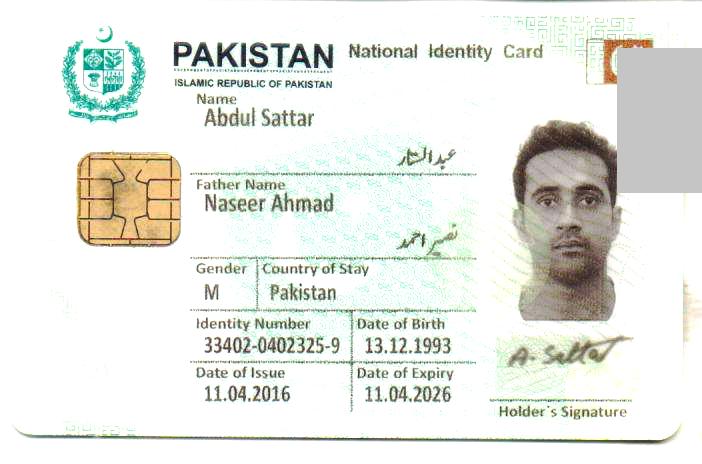 PAKISTAN National Identity Card
ISLAMIC REPUBLIC OF PAKISTAN
Name
Abdul Sattar
عبدالستار
Father Name
Naseer Ahmad
نصیر احمد
Gender Country of Stay
M Pakistan
Identity Number Date of Birth
33402-0402325-9 13.12.1993
Date of Issue Date of Expiry
11.04.2016 11.04.2026
A. Sattar
Holder's Signature